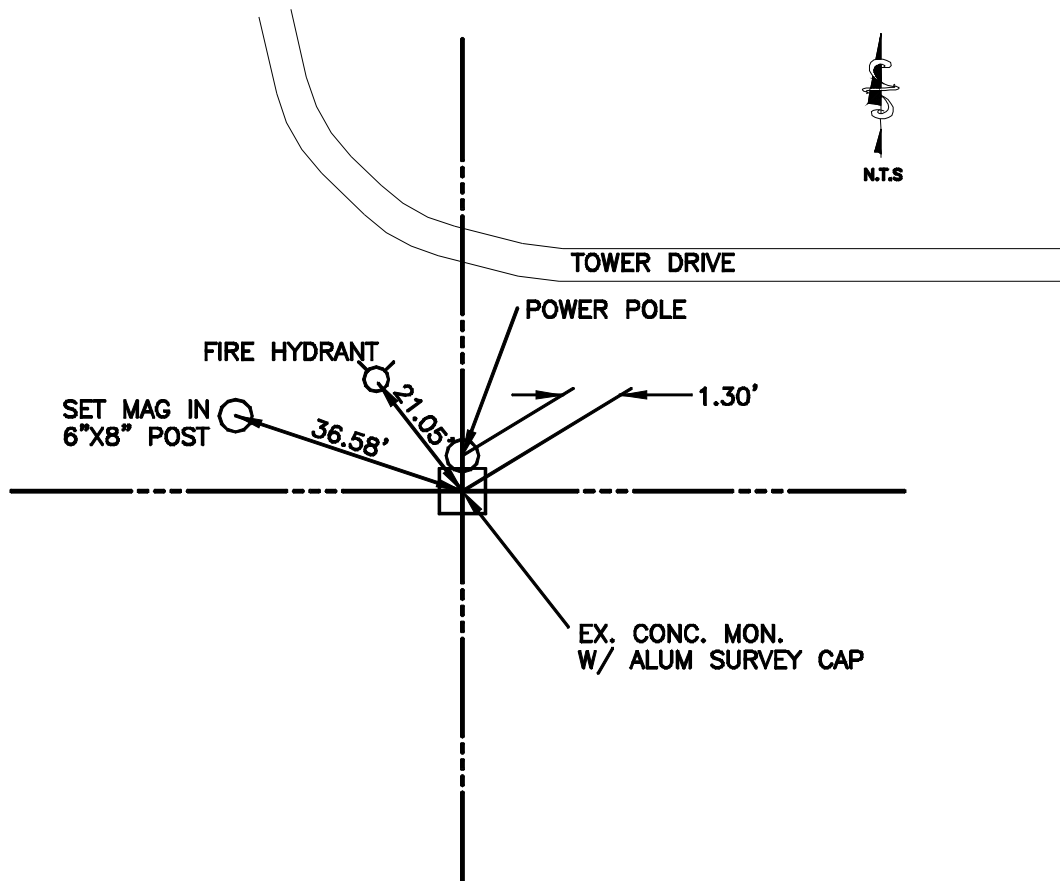 N.T.S
TOWER DRIVE
POWER POLE
FIRE HYDRANT
21.05'
1.30'
SET MAG IN
6"X8" POST
36.58'
EX. CONC. MON.
W/ ALUM SURVEY CAP